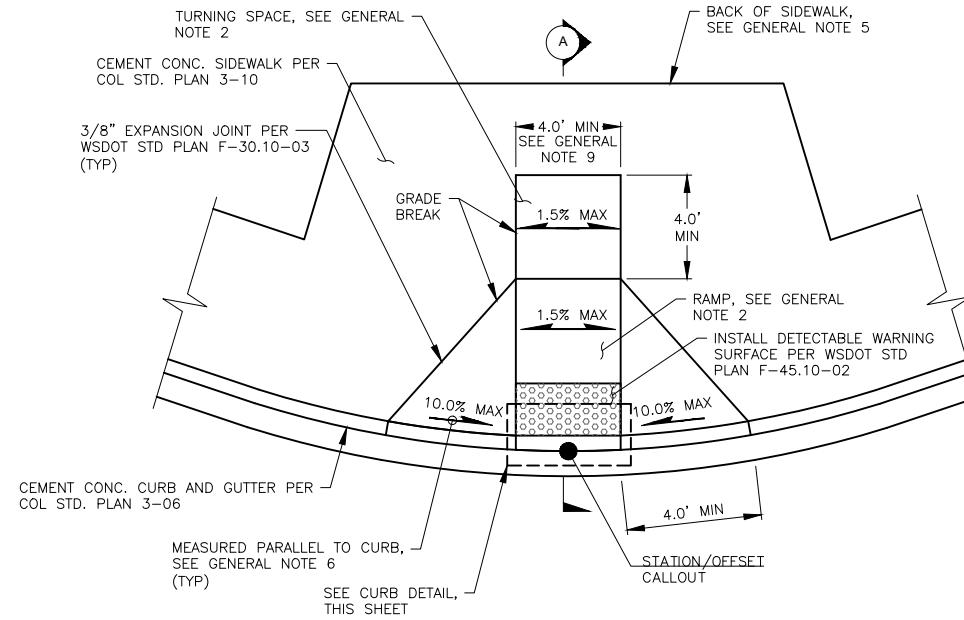 TURNING SPACE, SEE GENERAL
NOTE 2
A
BACK OF SIDEWALK,
SEE GENERAL NOTE 5
CEMENT CONC. SIDEWALK PER
COL STD. PLAN 3-10
3/8" EXPANSION JOINT PER
WSDOT STD PLAN F-30.10-03
(TYP)
4.0' MIN
SEE GENERAL
NOTE 9
GRADE
BREAK
1.5% MAX
4.0'
MIN
RAMP, SEE GENERAL
NOTE 2
1.5% MAX
INSTALL DETECTABLE WARNING
SURFACE PER WSDOT STD
PLAN F-45.10-02
10.0% MAX
10.0% MAX
CEMENT CONC. CURB AND GUTTER PER
COL STD. PLAN 3-06
4.0' MIN
MEASURED PARALLEL TO CURB,
SEE GENERAL NOTE 6
(TYP)
STATION/OFFSET
CALLOUT
SEE CURB DETAIL,
THIS SHEET